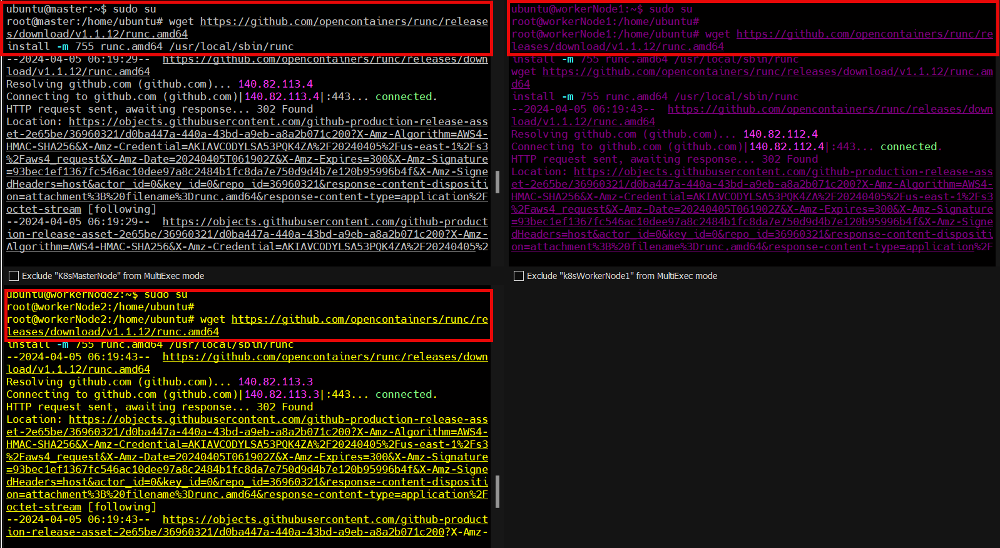 ubuntu@master:~$ sudo su
root@master:/home/ubuntu# wget https://github.com/opencontainers/runc/release
s/download/v1.1.12/runc.amd64
install -m 755 runc.amd64 /usr/local/sbin/runc
--2024-04-05 06:19:29--  https://github.com/opencontainers/runc/releases/down
load/v1.1.12/runc.amd64
Resolving github.com (github.com)... 140.82.113.4
Connecting to github.com (github.com)|140.82.113.4|:443... connected.
HTTP request sent, awaiting response... 302 Found
Location: https://objects.githubusercontent.com/github-production-release-ass
et-2e65be/36960321/d0ba447a-440a-43bd-a9eb-a8a2b071c200?X-Amz-Algorithm=AWS4-
HMAC-SHA256&X-Amz-Credential=AKIAVCODYLSA53PQK4ZA%2F20240405%2Fus-east-1%2Fs3
%2Faws4_request&X-Amz-Date=20240405T061902Z&X-Amz-Expires=300&X-Amz-Signature
=93bec1ef1367fc546ac10dee97a8c2484b1fc8da7e750d9d4b7e120b95996b4f&X-Amz-Signe
dHeaders=host&actor_id=0&key_id=0&repo_id=36960321&response-content-dispositi
on=attachment%3B%20filename%3Drunc.amd64&response-content-type=application%2F
octet-stream [following]
--2024-04-05 06:19:29--  https://objects.githubusercontent.com/github-product
ion-release-asset-2e65be/36960321/d0ba447a-440a-43bd-a9eb-a8a2b071c200?X-Amz-
Algorithm=AWS4-HMAC-SHA256&X-Amz-Credential=AKIAVCODYLSA53PQK4ZA%2F20240405%2
Exclude "K8sMasterNode" from MultiExec mode
ubuntu@workerNode1:~$ sudo su
root@workerNode1:/home/ubuntu#
root@workerNode1:/home/ubuntu# wget https://github.com/opencontainers/runc/re
leases/download/v1.1.12/runc.amd64
install -m 755 runc.amd64 /usr/local/sbin/runc
wget https://github.com/opencontainers/runc/releases/download/v1.1.12/runc.am
d64
install -m 755 runc.amd64 /usr/local/sbin/runc
--2024-04-05 06:19:43--  https://github.com/opencontainers/runc/releases/down
load/v1.1.12/runc.amd64
Resolving github.com (github.com)... 140.82.112.4
Connecting to github.com (github.com)|140.82.112.4|:443... connected.
HTTP request sent, awaiting response... 302 Found
Location: https://objects.githubusercontent.com/github-production-release-ass
et-2e65be/36960321/d0ba447a-440a-43bd-a9eb-a8a2b071c200?X-Amz-Algorithm=AWS4-
HMAC-SHA256&X-Amz-Credential=AKIAVCODYLSA53PQK4ZA%2F20240405%2Fus-east-1%2Fs3
%2Faws4_request&X-Amz-Date=20240405T061902Z&X-Amz-Expires=300&X-Amz-Signature
=93bec1ef1367fc546ac10dee97a8c2484b1fc8da7e750d9d4b7e120b95996b4f&X-Amz-Signe
dHeaders=host&actor_id=0&key_id=0&repo_id=36960321&response-content-dispositi
on=attachment%3B%20filename%3Drunc.amd64&response-content-type=application%2F
Exclude "k8sWorkerNode1" from MultiExec mode
ubuntu@workerNode2:~$ sudo su
root@workerNode2:/home/ubuntu#
root@workerNode2:/home/ubuntu# wget https://github.com/opencontainers/runc/re
leases/download/v1.1.12/runc.amd64
install -m 755 runc.amd64 /usr/local/sbin/runc
--2024-04-05 06:19:43--  https://github.com/opencontainers/runc/releases/down
load/v1.1.12/runc.amd64
Resolving github.com (github.com)... 140.82.113.3
Connecting to github.com (github.com)|140.82.113.3|:443... connected.
HTTP request sent, awaiting response... 302 Found
Location: https://objects.githubusercontent.com/github-production-release-ass
et-2e65be/36960321/d0ba447a-440a-43bd-a9eb-a8a2b071c200?X-Amz-Algorithm=AWS4-
HMAC-SHA256&X-Amz-Credential=AKIAVCODYLSA53PQK4ZA%2F20240405%2Fus-east-1%2Fs3
%2Faws4_request&X-Amz-Date=20240405T061902Z&X-Amz-Expires=300&X-Amz-Signature
=93bec1ef1367fc546ac10dee97a8c2484b1fc8da7e750d9d4b7e120b95996b4f&X-Amz-Signe
dHeaders=host&actor_id=0&key_id=0&repo_id=36960321&response-content-dispositi
on=attachment%3B%20filename%3Drunc.amd64&response-content-type=application%2F
octet-stream [following]
--2024-04-05 06:19:43--  https://objects.githubusercontent.com/github-product
ion-release-asset-2e65be/36960321/d0ba447a-440a-43bd-a9eb-a8a2b071c200?X-Amz-